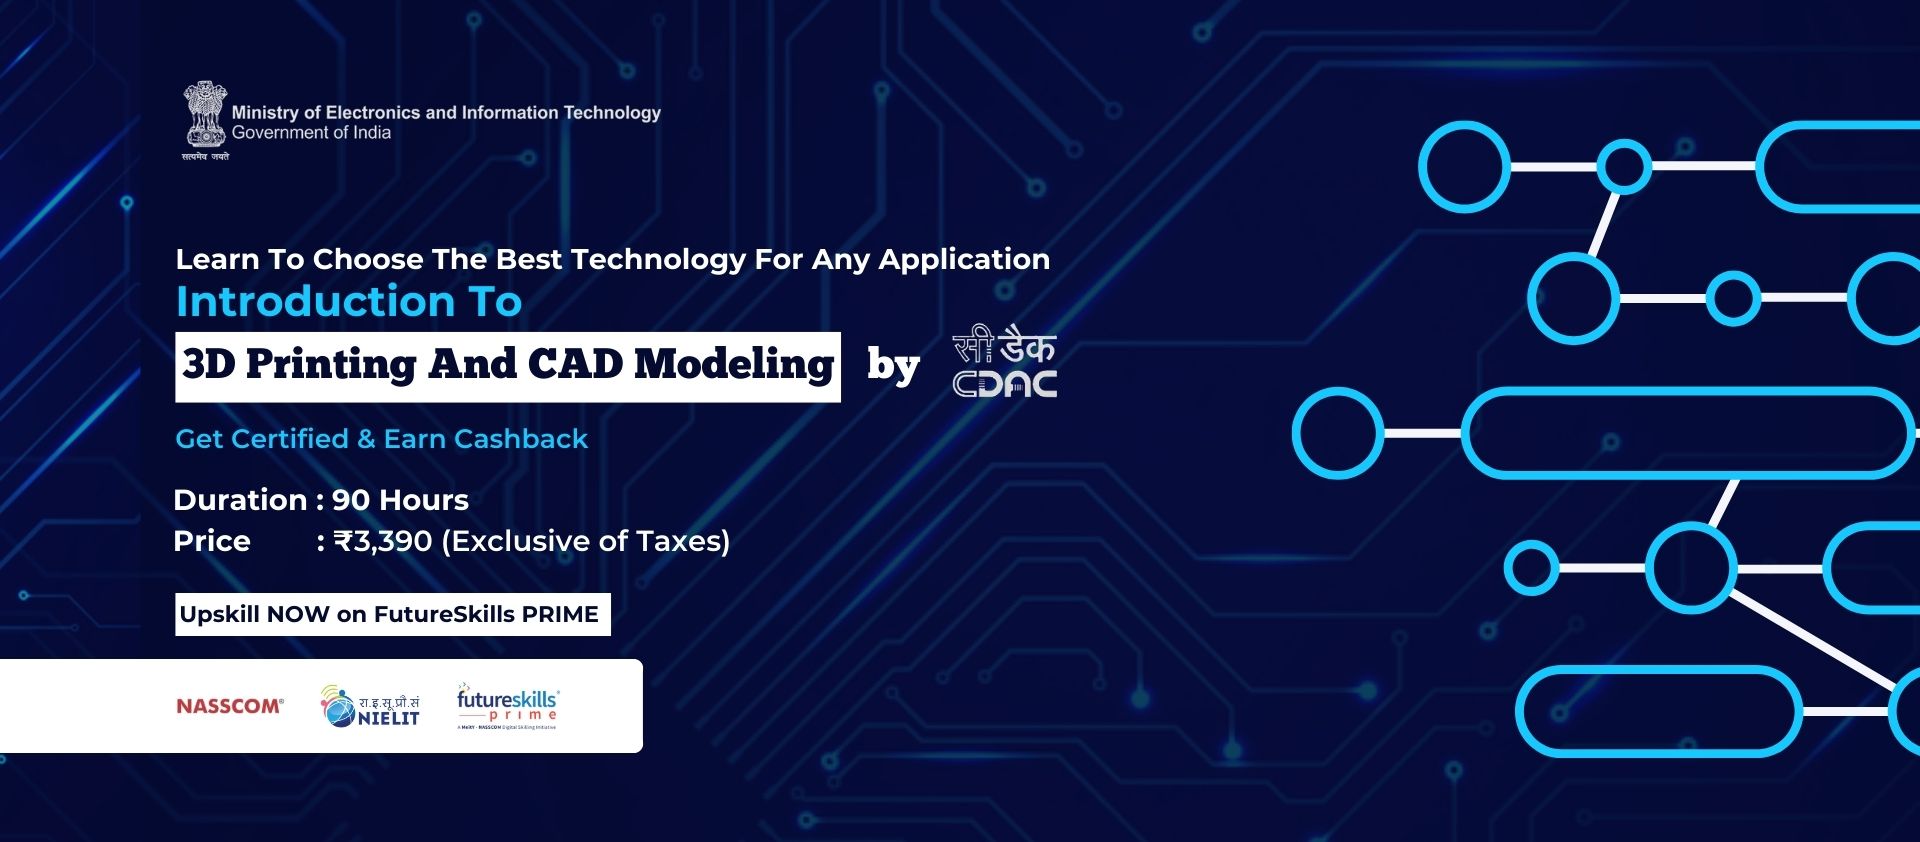 Ministry of Electronics and Information Technology
Government of India
सत्यमेव जयते
Learn To Choose The Best Technology For Any Application
Introduction To
3D Printing And CAD Modeling by
सी डैक
CDAC
Get Certified & Earn Cashback
Duration : 90 Hours
Price : ₹3,390 (Exclusive of Taxes)
Upskill NOW on FutureSkills PRIME
NASSCOM®
रा.इ.सू.प्रौ.सं
NIELIT
futureskills
prime
A MeitY - NASSCOM Digital Skilling Initiative